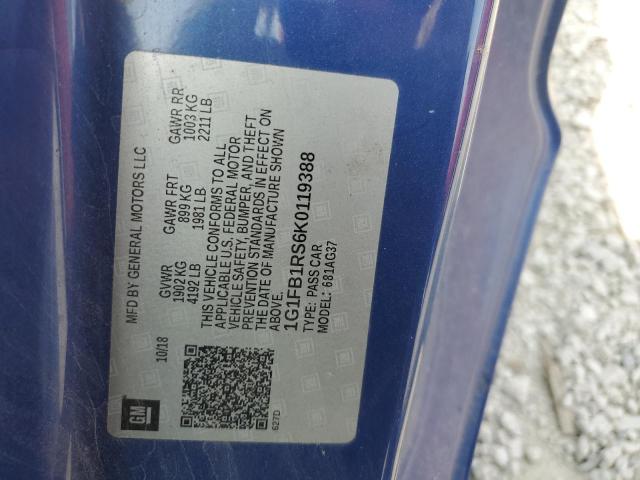 GM
10/18
MFD BY GENERAL MOTORS LLC
GVWR GAWR FRT GAWR RR
1902 KG 899 KG 1003 KG
4192 LB 1981 LB 2211 LB
THIS VEHICLE CONFORMS TO ALL
APPLICABLE U.S. FEDERAL MOTOR
VEHICLE SAFETY, BUMPER, AND THEFT
PREVENTION STANDARDS IN EFFECT ON
THE DATE OF MANUFACTURE SHOWN
ABOVE.
1G1FB1RS6K0119388
TYPE: PASS CAR
MODEL: 681AG37
627D